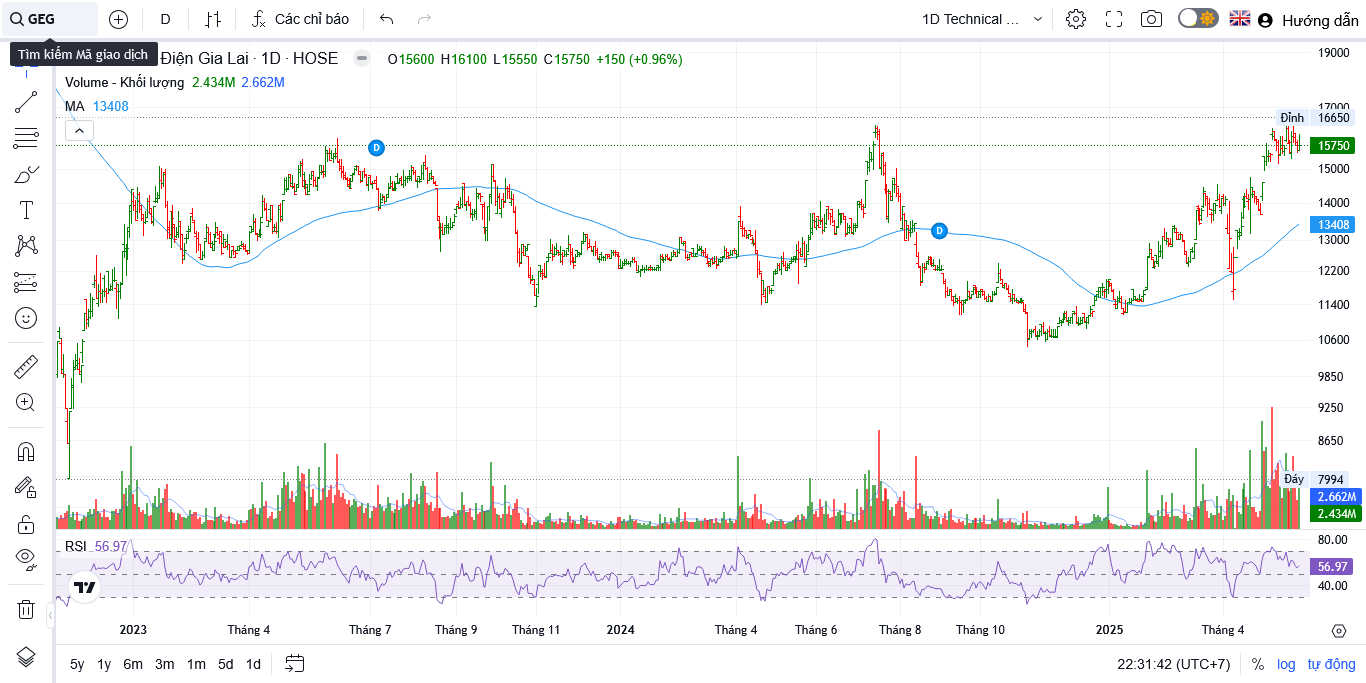 GEG
D
Các chỉ báo
1D Technical ...
Hướng dẫn
Tìm kiếm Mã giao dịch
Điện Gia Lai · 1D · HOSE
O15600 H16100 L15550 C15750 +150 (+0.96%)
Volume - Khối lượng 2.434M 2.662M
MA 13408
19000
17000
Đỉnh 16650
15750
15000
14000
13408
13000
12200
11400
10600
9850
9250
8650
Đáy 7994
2.662M
2.434M
D
D
RSI 56.97
80.00
56.97
40.00
2023 Tháng 4 Tháng 7 Tháng 9 Tháng 11 2024 Tháng 4 Tháng 6 Tháng 8 Tháng 10 2025 Tháng 4
5y 1y 6m 3m 1m 5d 1d
22:31:42 (UTC+7) % log tự động